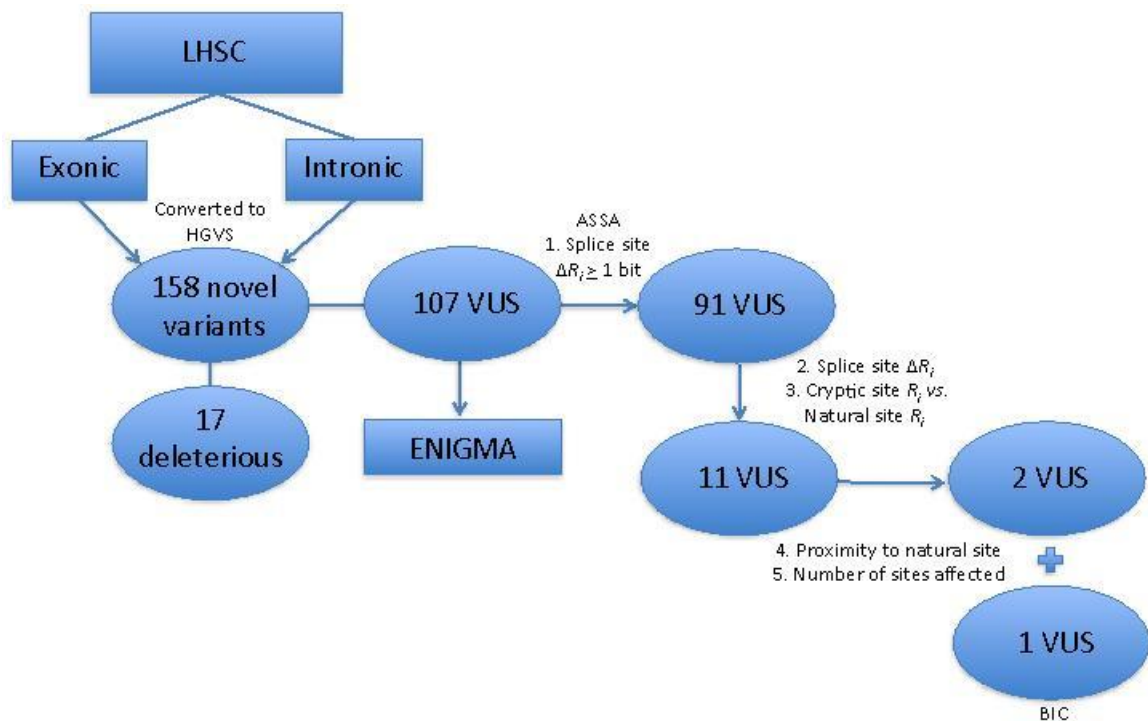 LHSC
Exonic
Intronic
Converted to
HGVS
158 novel
variants
17
deleterious
107 VUS
ENIGMA
ASSA
1. Splice site
ΔRᵢ ≥ 1 bit
91 VUS
2. Splice site ΔRᵢ
3. Cryptic site Rᵢ vs.
Natural site Rᵢ
11 VUS
2 VUS
4. Proximity to natural site
5. Number of sites affected
1 VUS
BIC